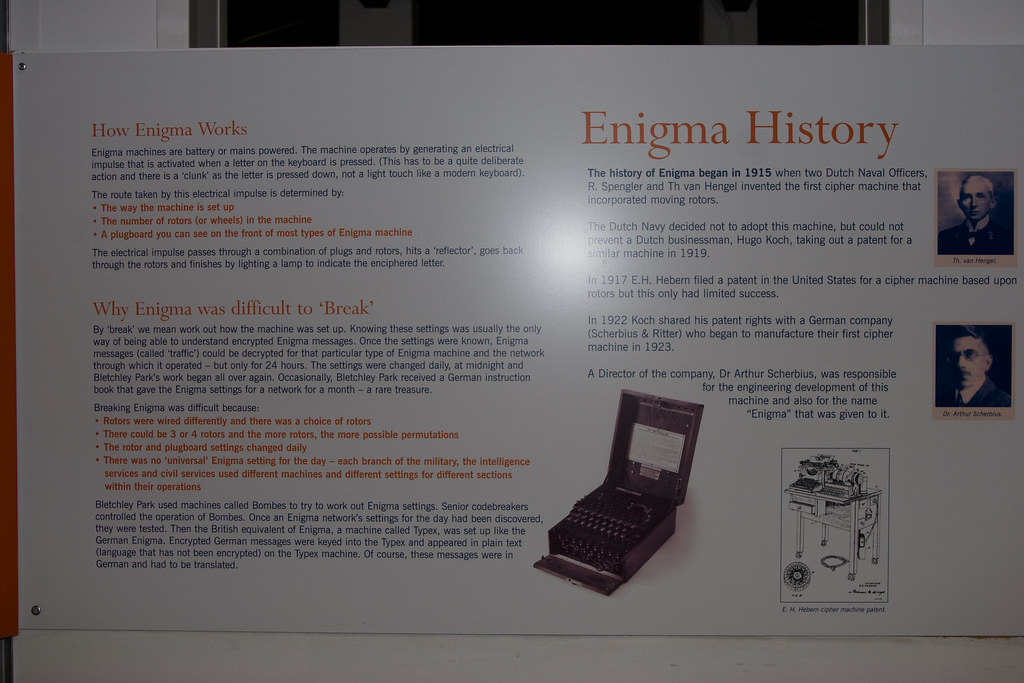 How Enigma Works
Enigma machines are battery or mains powered. The machine operates by generating an electrical
impulse that is activated when a letter on the keyboard is pressed. (This has to be a quite deliberate
action and there is a 'clunk' as the letter is pressed down, not a light touch like a modern keyboard).
The route taken by this electrical impulse is determined by:
• The way the machine is set up
• The number of rotors (or wheels) in the machine
• A plugboard you can see on the front of most types of Enigma machine
The electrical impulse passes through a combination of plugs and rotors, hits a 'reflector', goes back
through the rotors and finishes by lighting a lamp to indicate the enciphered letter.
Why Enigma was difficult to 'Break'
By 'break' we mean work out how the machine was set up. Knowing these settings was usually the only
way of being able to understand encrypted Enigma messages. Once the settings were known, Enigma
messages (called 'traffic') could be decrypted for that particular type of Enigma machine and the network
through which it operated – but only for 24 hours. The settings were changed daily, at midnight and
Bletchley Park's work began all over again. Occasionally, Bletchley Park received a German instruction
book that gave the Enigma settings for a network for a month – a rare treasure.
Breaking Enigma was difficult because:
• Rotors were wired differently and there was a choice of rotors
• There could be 3 or 4 rotors and the more rotors, the more possible permutations
• The rotor and plugboard settings changed daily
• There was no 'universal' Enigma setting for the day – each branch of the military, the intelligence
services and civil services used different machines and different settings for different sections
within their operations
Bletchley Park used machines called Bombes to try to work out Enigma settings. Senior codebreakers
controlled the operation of Bombes. Once an Enigma network's settings for the day had been discovered,
they were tested. Then the British equivalent of Enigma, a machine called Typex, was set up like the
German Enigma. Encrypted German messages were keyed into the Typex and appeared in plain text
(language that has not been encrypted) on the Typex machine. Of course, these messages were in
German and had to be translated.
Enigma History
The history of Enigma began in 1915 when two Dutch Naval Officers,
R. Spengler and Th van Hengel invented the first cipher machine that
incorporated moving rotors.
The Dutch Navy decided not to adopt this machine, but could not
prevent a Dutch businessman, Hugo Koch, taking out a patent for a
similar machine in 1919.
In 1917 E.H. Hebern filed a patent in the United States for a cipher machine based upon
rotors but this only had limited success.
In 1922 Koch shared his patent rights with a German company
(Scherbius & Ritter) who began to manufacture their first cipher
machine in 1923.
A Director of the company, Dr Arthur Scherbius, was responsible
for the engineering development of this
machine and also for the name
"Enigma" that was given to it.
Th. van Hengel.
Dr. Arthur Scherbius.
E. H. Hebern cipher machine patent.